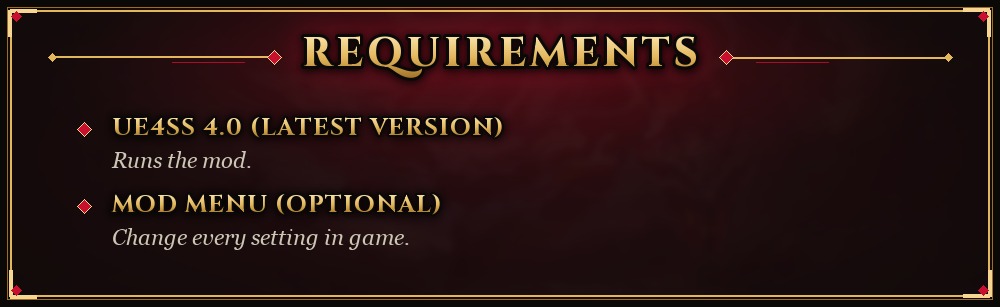 REQUIREMENTS
UE4SS 4.0 (LATEST VERSION)
Runs the mod.
MOD MENU (OPTIONAL)
Change every setting in game.